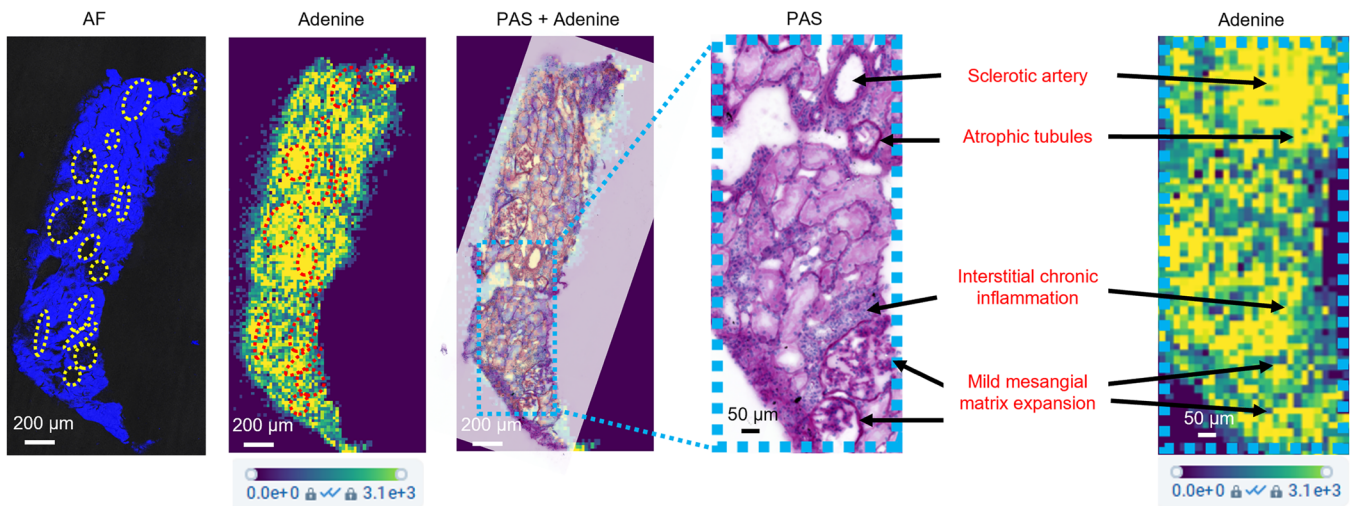 AF
Adenine
PAS + Adenine
PAS
Adenine
Sclerotic artery
Atrophic tubules
Interstitial chronic
inflammation
Mild mesangial
matrix expansion
200 µm
200 µm
200 µm
50 µm
50 µm
0.0e+0 3.1e+3
0.0e+0 3.1e+3